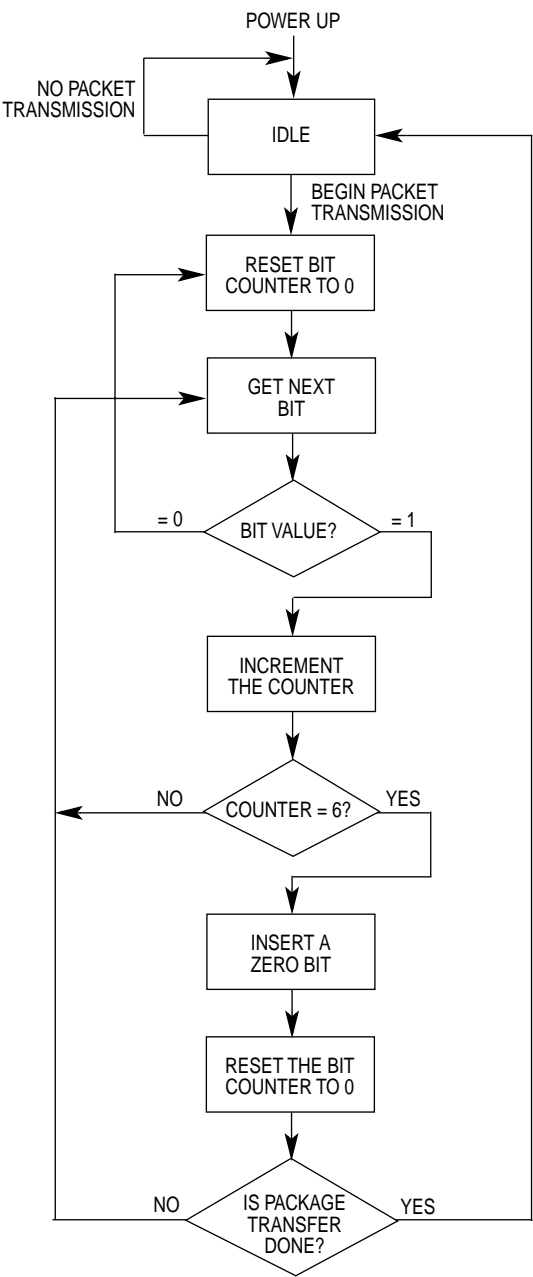 POWER UP
NO PACKET
TRANSMISSION
IDLE
BEGIN PACKET
TRANSMISSION
RESET BIT
COUNTER TO 0
GET NEXT
BIT
= 0
BIT VALUE?
= 1
INCREMENT
THE COUNTER
NO
COUNTER = 6?
YES
INSERT A
ZERO BIT
RESET THE BIT
COUNTER TO 0
NO
IS PACKAGE
TRANSFER
DONE?
YES